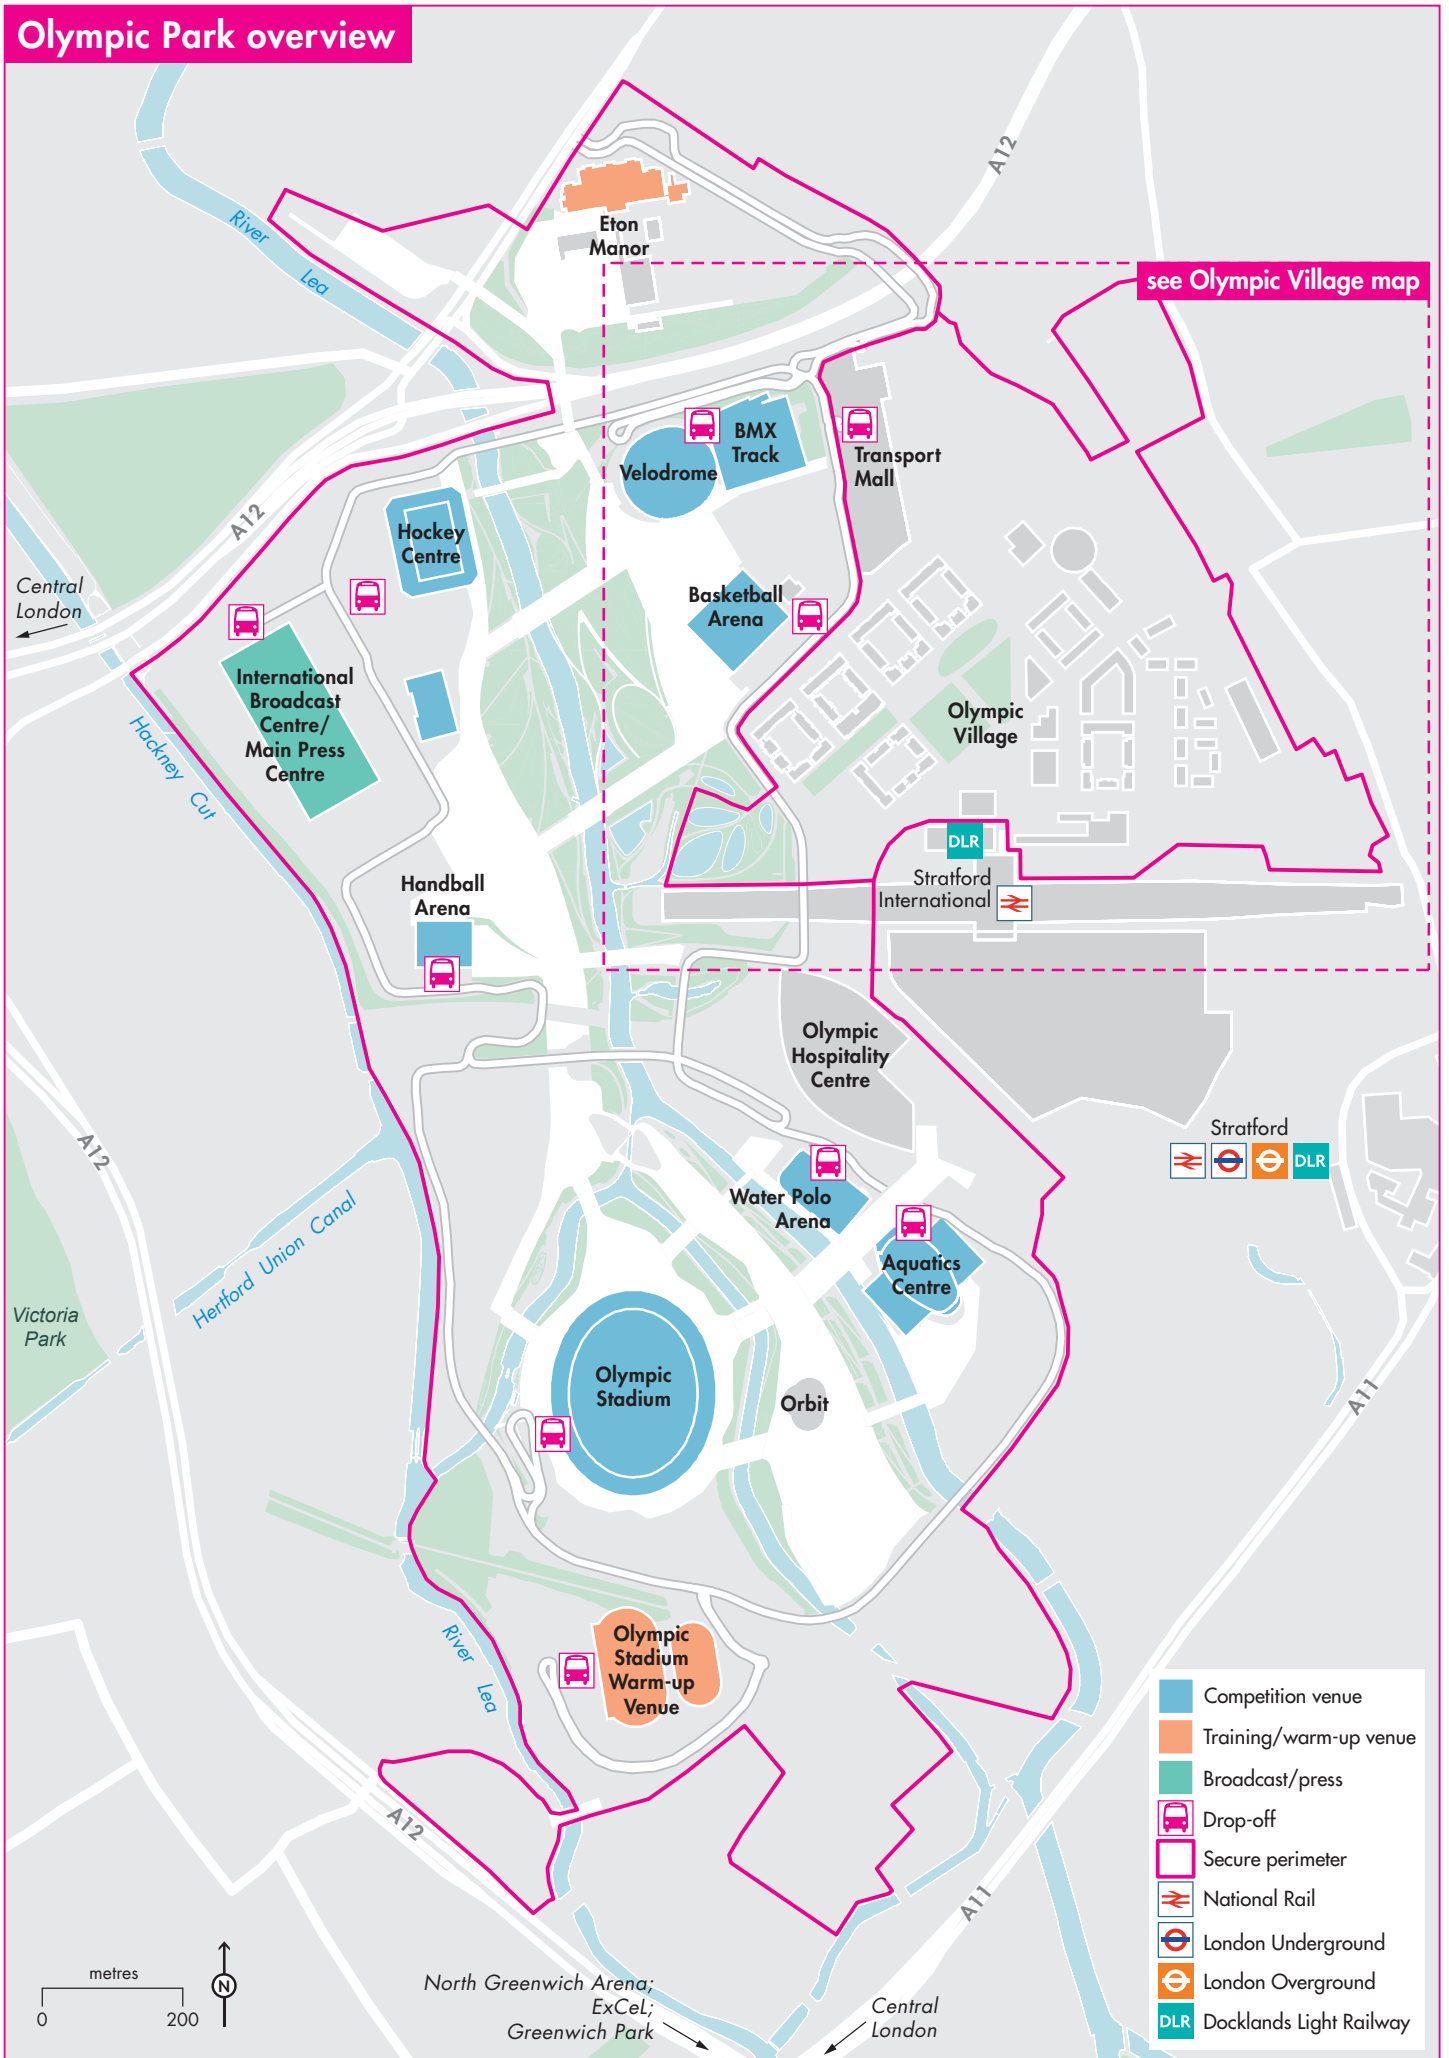 Olympic Park overview
A12
Eton
Manor
River
Lea
see Olympic Village map
BMX
Track
Velodrome
Transport
Mall
A12
Hockey
Centre
Central
London
Basketball
Arena
International
Broadcast
Centre/
Main Press
Centre
Olympic
Village
Hackney Cut
DLR
Stratford
International
Handball
Arena
Olympic
Hospitality
Centre
A12
Stratford
DLR
Water Polo
Arena
Hertford Union Canal
Aquatics
Centre
Victoria
Park
Olympic
Stadium
Orbit
A11
River
Lea
Olympic
Stadium
Warm-up
Venue
A12
A11
Competition venue
Training/warm-up venue
Broadcast/press
Drop-off
Secure perimeter
National Rail
London Underground
London Overground
DLR Docklands Light Railway
metres
0 200
N
North Greenwich Arena;
ExCeL;
Greenwich Park
Central
London